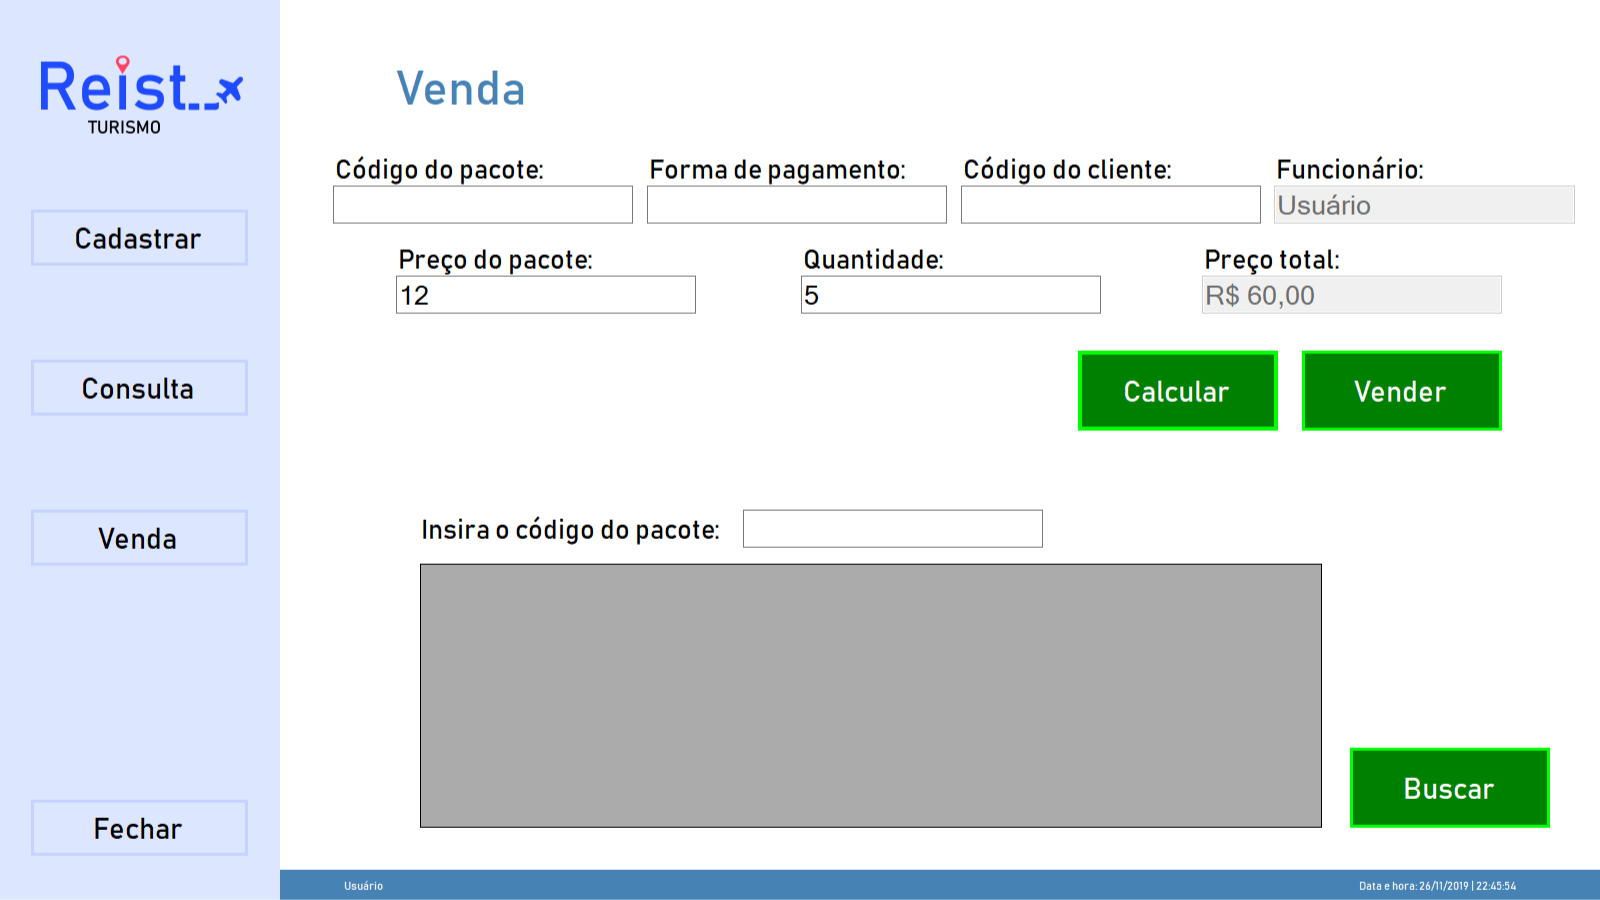 Reist
TURISMO
Cadastrar
Consulta
Venda
Fechar
Venda
Código do pacote: Forma de pagamento: Código do cliente: Funcionário:
Usuário
Preço do pacote: Quantidade: Preço total:
12 5 R$ 60,00
Calcular Vender
Insira o código do pacote:
Buscar
Usuário Data e hora: 26/11/2019 | 22:45:54